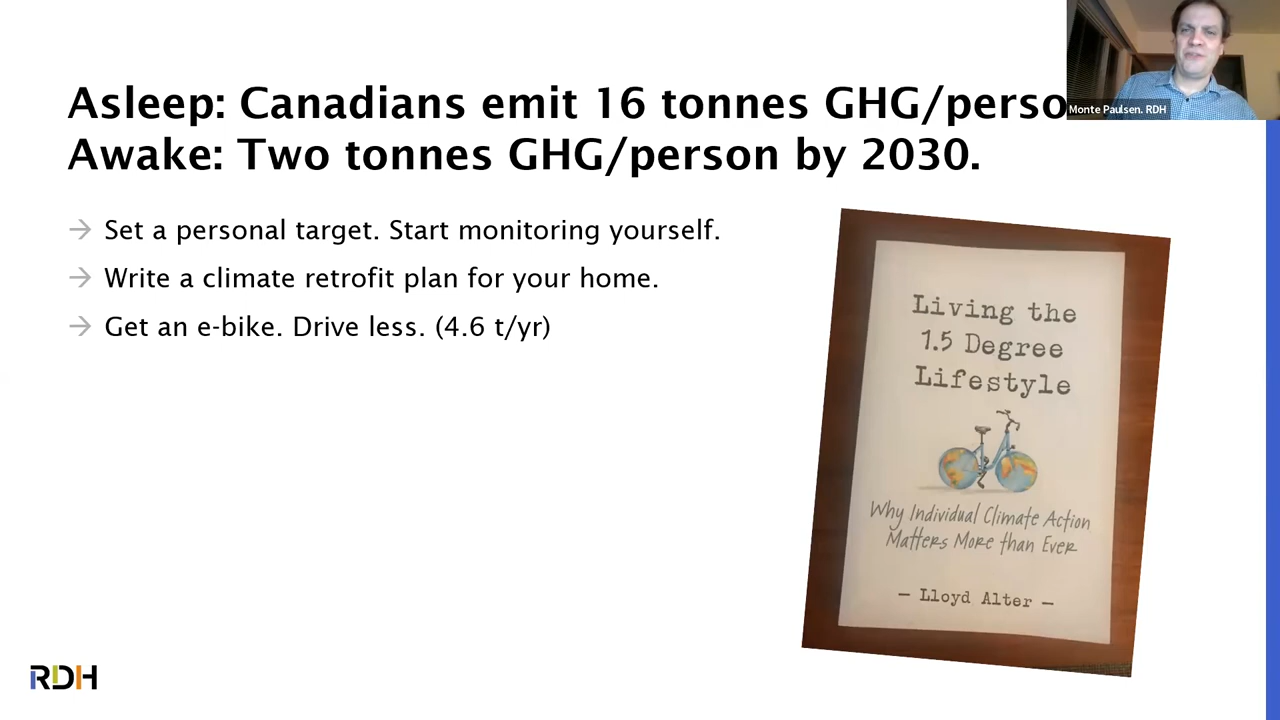 Asleep: Canadians emit 16 tonnes GHG/perso
Monte Paulsen. RDH
Awake: Two tonnes GHG/person by 2030.
→ Set a personal target. Start monitoring yourself.
→ Write a climate retrofit plan for your home.
→ Get an e-bike. Drive less. (4.6 t/yr)
Living the
1.5 Degree
Lifestyle
Why Individual Climate Action
Matters More than Ever
— Lloyd Alter —
RDH